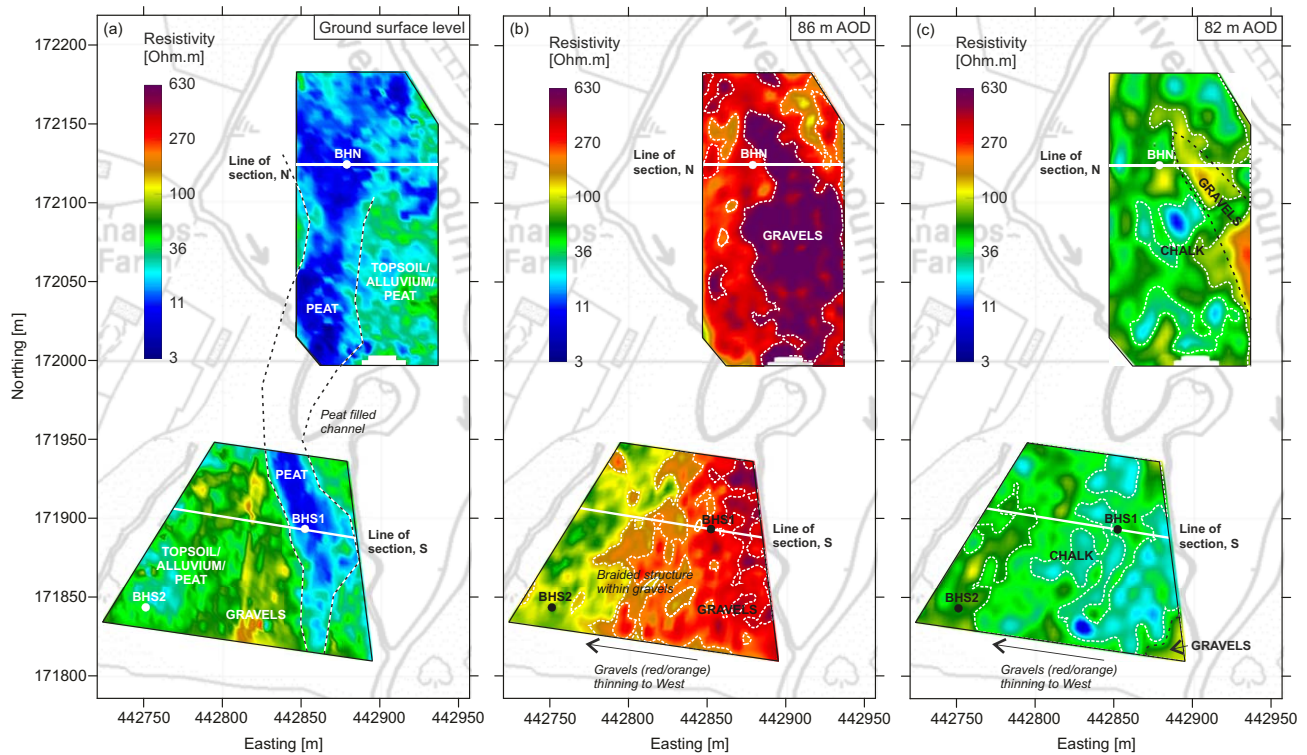 (a)
Ground surface level
Resistivity
[Ohm.m]
630
270
100
36
11
3
Line of
section, N
BHN
TOPSOIL/
ALLUVIUM/
PEAT
PEAT
Peat filled
channel
PEAT
BHS1
Line of
section, S
TOPSOIL/
ALLUVIUM/
PEAT
BHS2
GRAVELS
(b)
86 m AOD
Resistivity
[Ohm.m]
630
270
100
36
11
3
Line of
section, N
BHN
GRAVELS
BHS1
Line of
section, S
Braided structure
within gravels
BHS2
GRAVELS
Gravels (red/orange)
thinning to West
(c)
82 m AOD
Resistivity
[Ohm.m]
630
270
100
36
11
3
Line of
section, N
BHN
GRAVELS
CHALK
BHS1
Line of
section, S
CHALK
BHS2
GRAVELS
Gravels (red/orange)
thinning to West
172200
172150
172100
172050
172000
171950
171900
171850
171800
Northing [m]
442750 442800 442850 442900 442950
442750 442800 442850 442900 442950
442750 442800 442850 442900 442950
Easting [m]
Easting [m]
Easting [m]
Farm